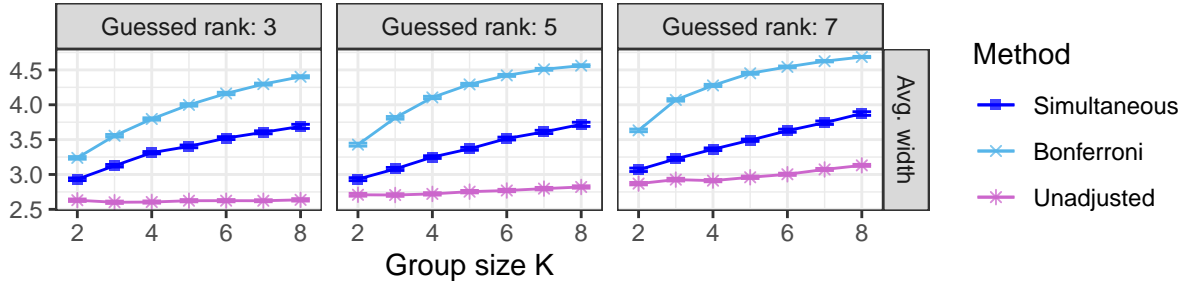 Guessed rank: 3
Guessed rank: 5
Guessed rank: 7
4.5
4.0
3.5
3.0
2.5
2 4 6 8
2 4 6 8
2 4 6 8
Group size K
Avg. width
Method
Simultaneous
Bonferroni
Unadjusted